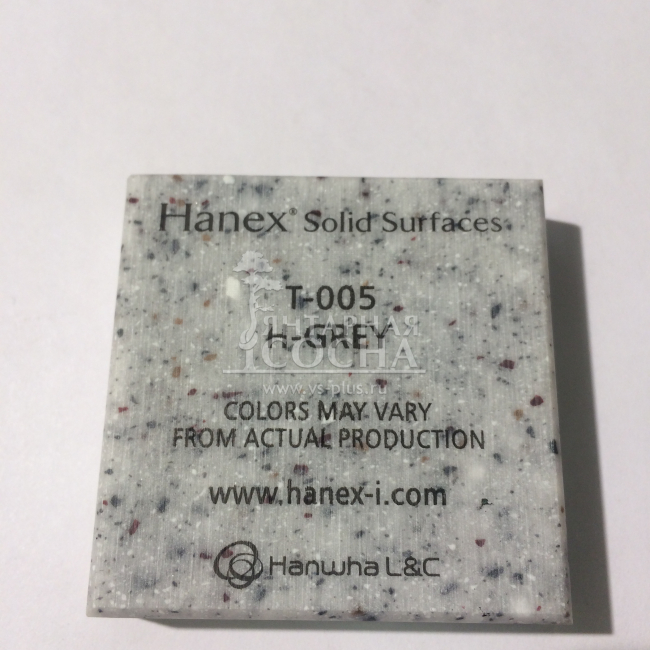 Hanex® Solid Surfaces
T-005
ЯНТАРНАЯ
H-GREY
СОСНА
www.ys-plus.ru
COLORS MAY VARY
FROM ACTUAL PRODUCTION
www.hanex-i.com
Hanwha L&C